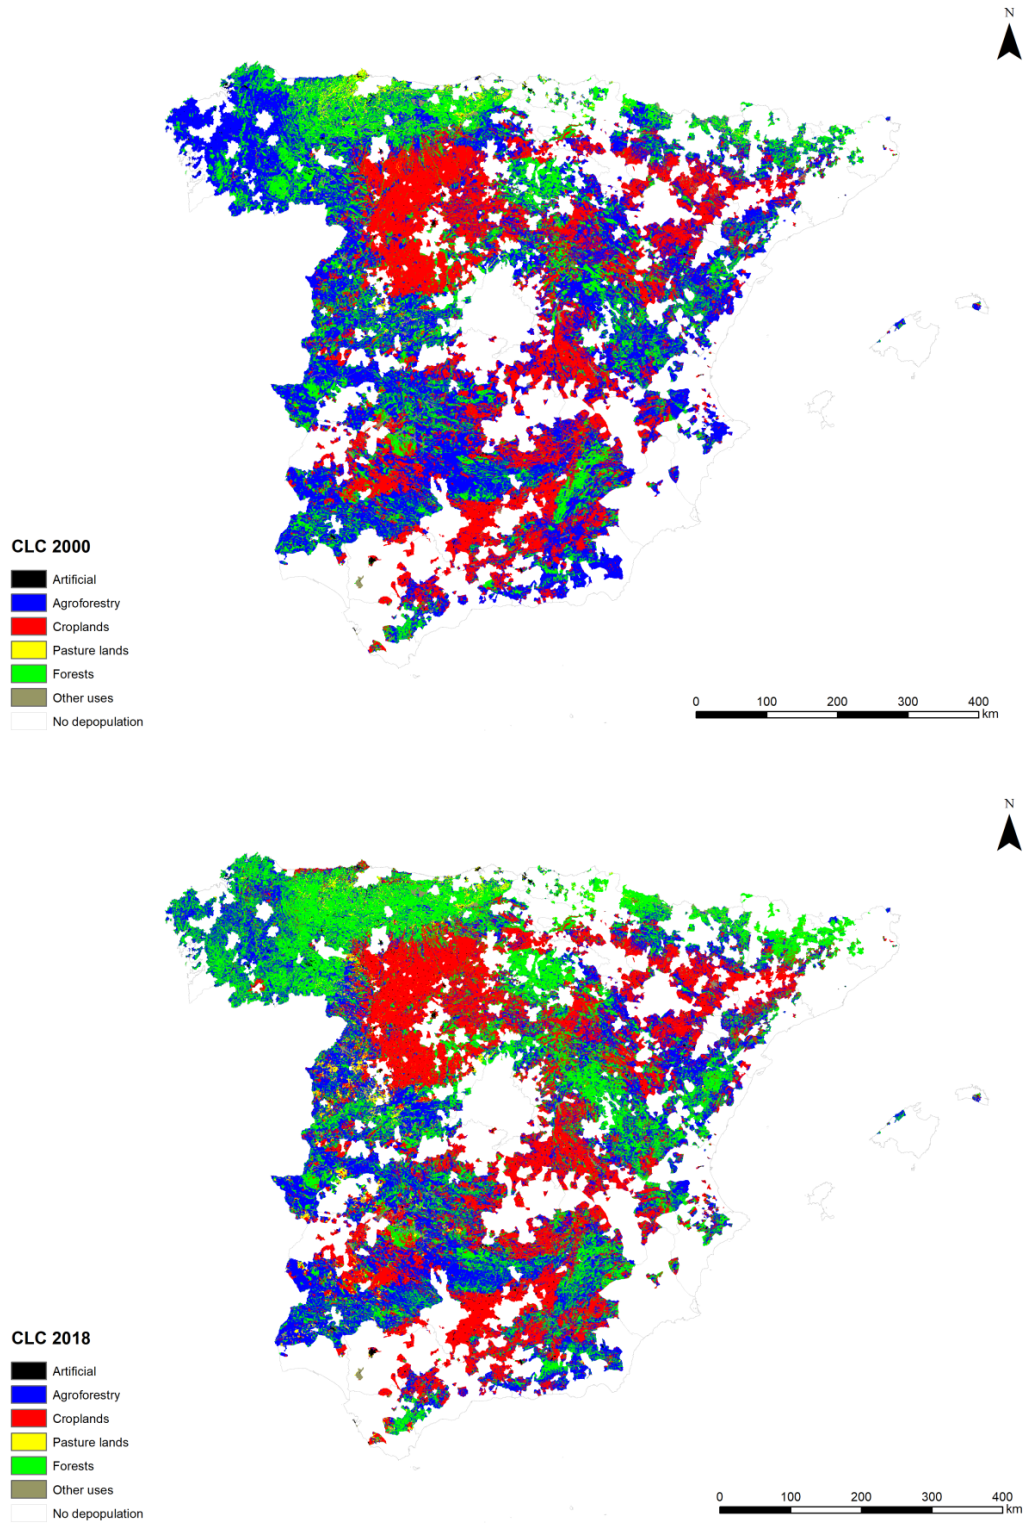 N
CLC 2000
Artificial
Agroforestry
Croplands
Pasture lands
Forests
Other uses
No depopulation
0 100 200 300 400
km
N
CLC 2018
Artificial
Agroforestry
Croplands
Pasture lands
Forests
Other uses
No depopulation
0 100 200 300 400
km